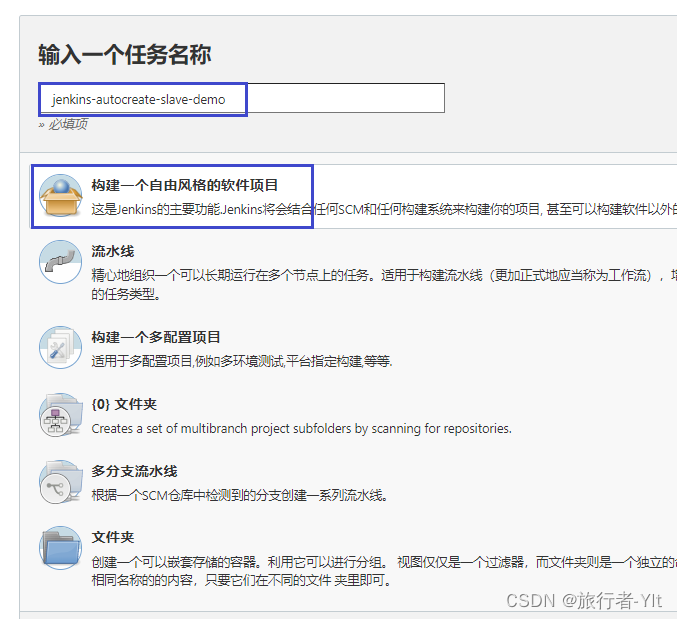 输入一个任务名称
jenkins-autocreate-slave-demo
» 必填项
构建一个自由风格的软件项目
这是Jenkins的主要功能.Jenkins将会结合任何SCM和任何构建系统来构建你的项目, 甚至可以构建软件以外的
流水线
精心地组织一个可以长期运行在多个节点上的任务。适用于构建流水线（更加正式地应当称为工作流），增
的任务类型。
构建一个多配置项目
适用于多配置项目,例如多环境测试,平台指定构建,等等.
{0} 文件夹
Creates a set of multibranch project subfolders by scanning for repositories.
多分支流水线
根据一个SCM仓库中检测到的分支创建一系列流水线。
文件夹
创建一个可以嵌套存储的容器。利用它可以进行分组。 视图仅仅是一个过滤器，而文件夹则是一个独立的命
相同名称的的内容，只要它们在不同的文件 夹里即可。
CSDN @旅行者-Ylt